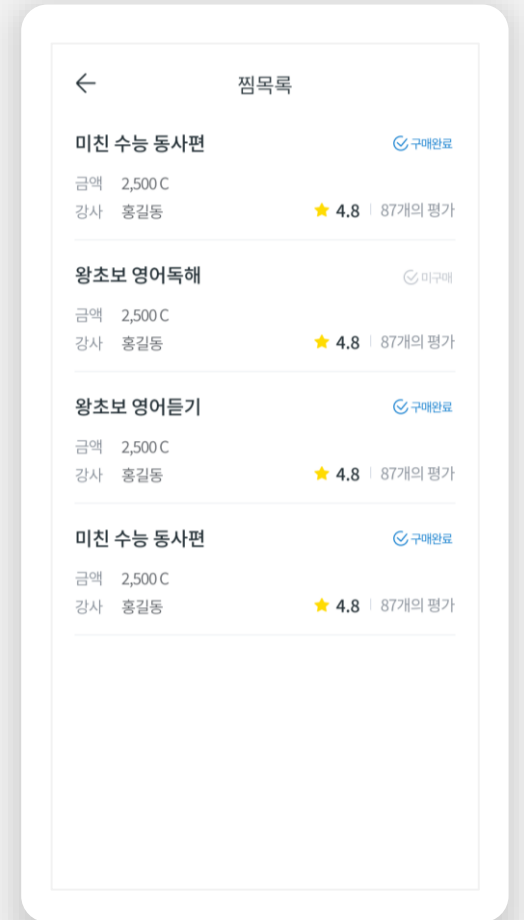 찜목록
미친 수능 동사편 구매완료
금액 2,500 C
강사 홍길동 4.8 87개의 평가
왕초보 영어독해 미구매
금액 2,500 C
강사 홍길동 4.8 87개의 평가
왕초보 영어듣기 구매완료
금액 2,500 C
강사 홍길동 4.8 87개의 평가
미친 수능 동사편 구매완료
금액 2,500 C
강사 홍길동 4.8 87개의 평가